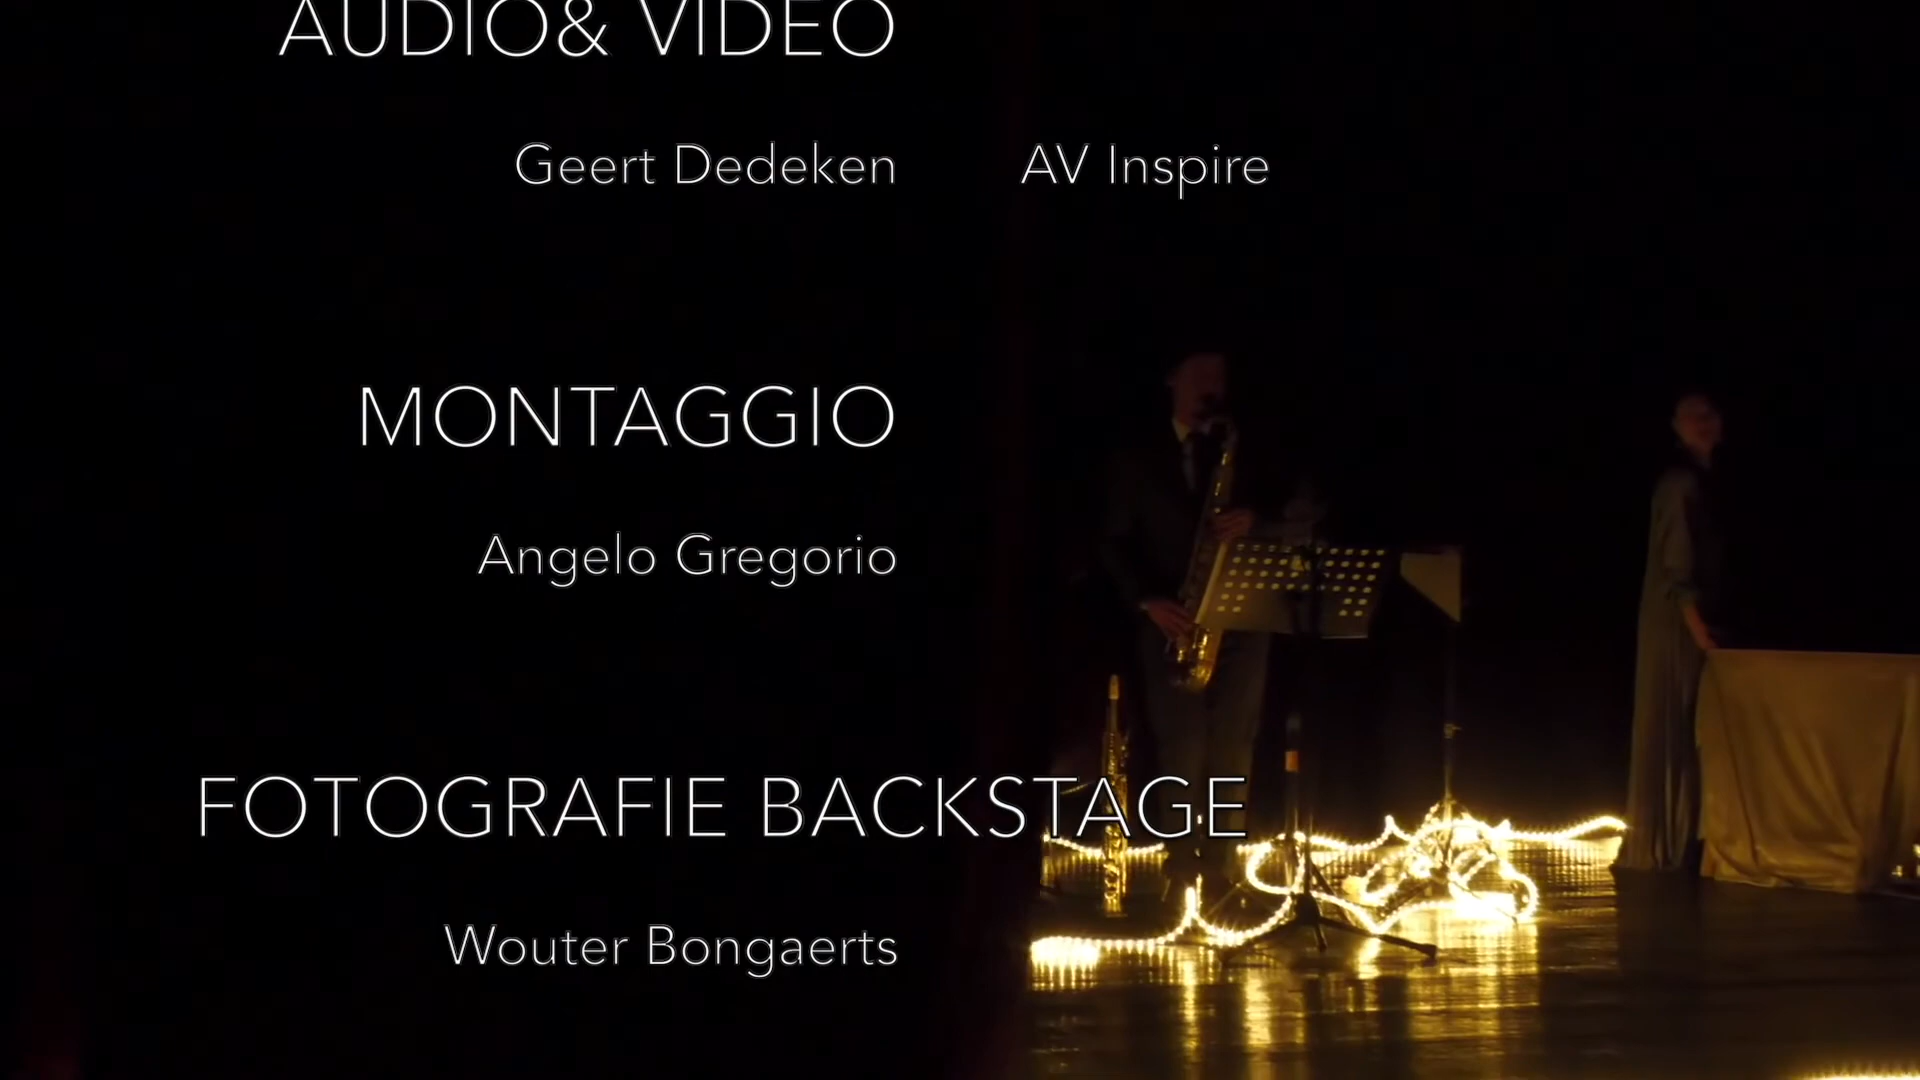 AUDIO& VIDEO
Geert Dedeken AV Inspire
MONTAGGIO
Angelo Gregorio
FOTOGRAFIE BACKSTAGE
Wouter Bongaerts